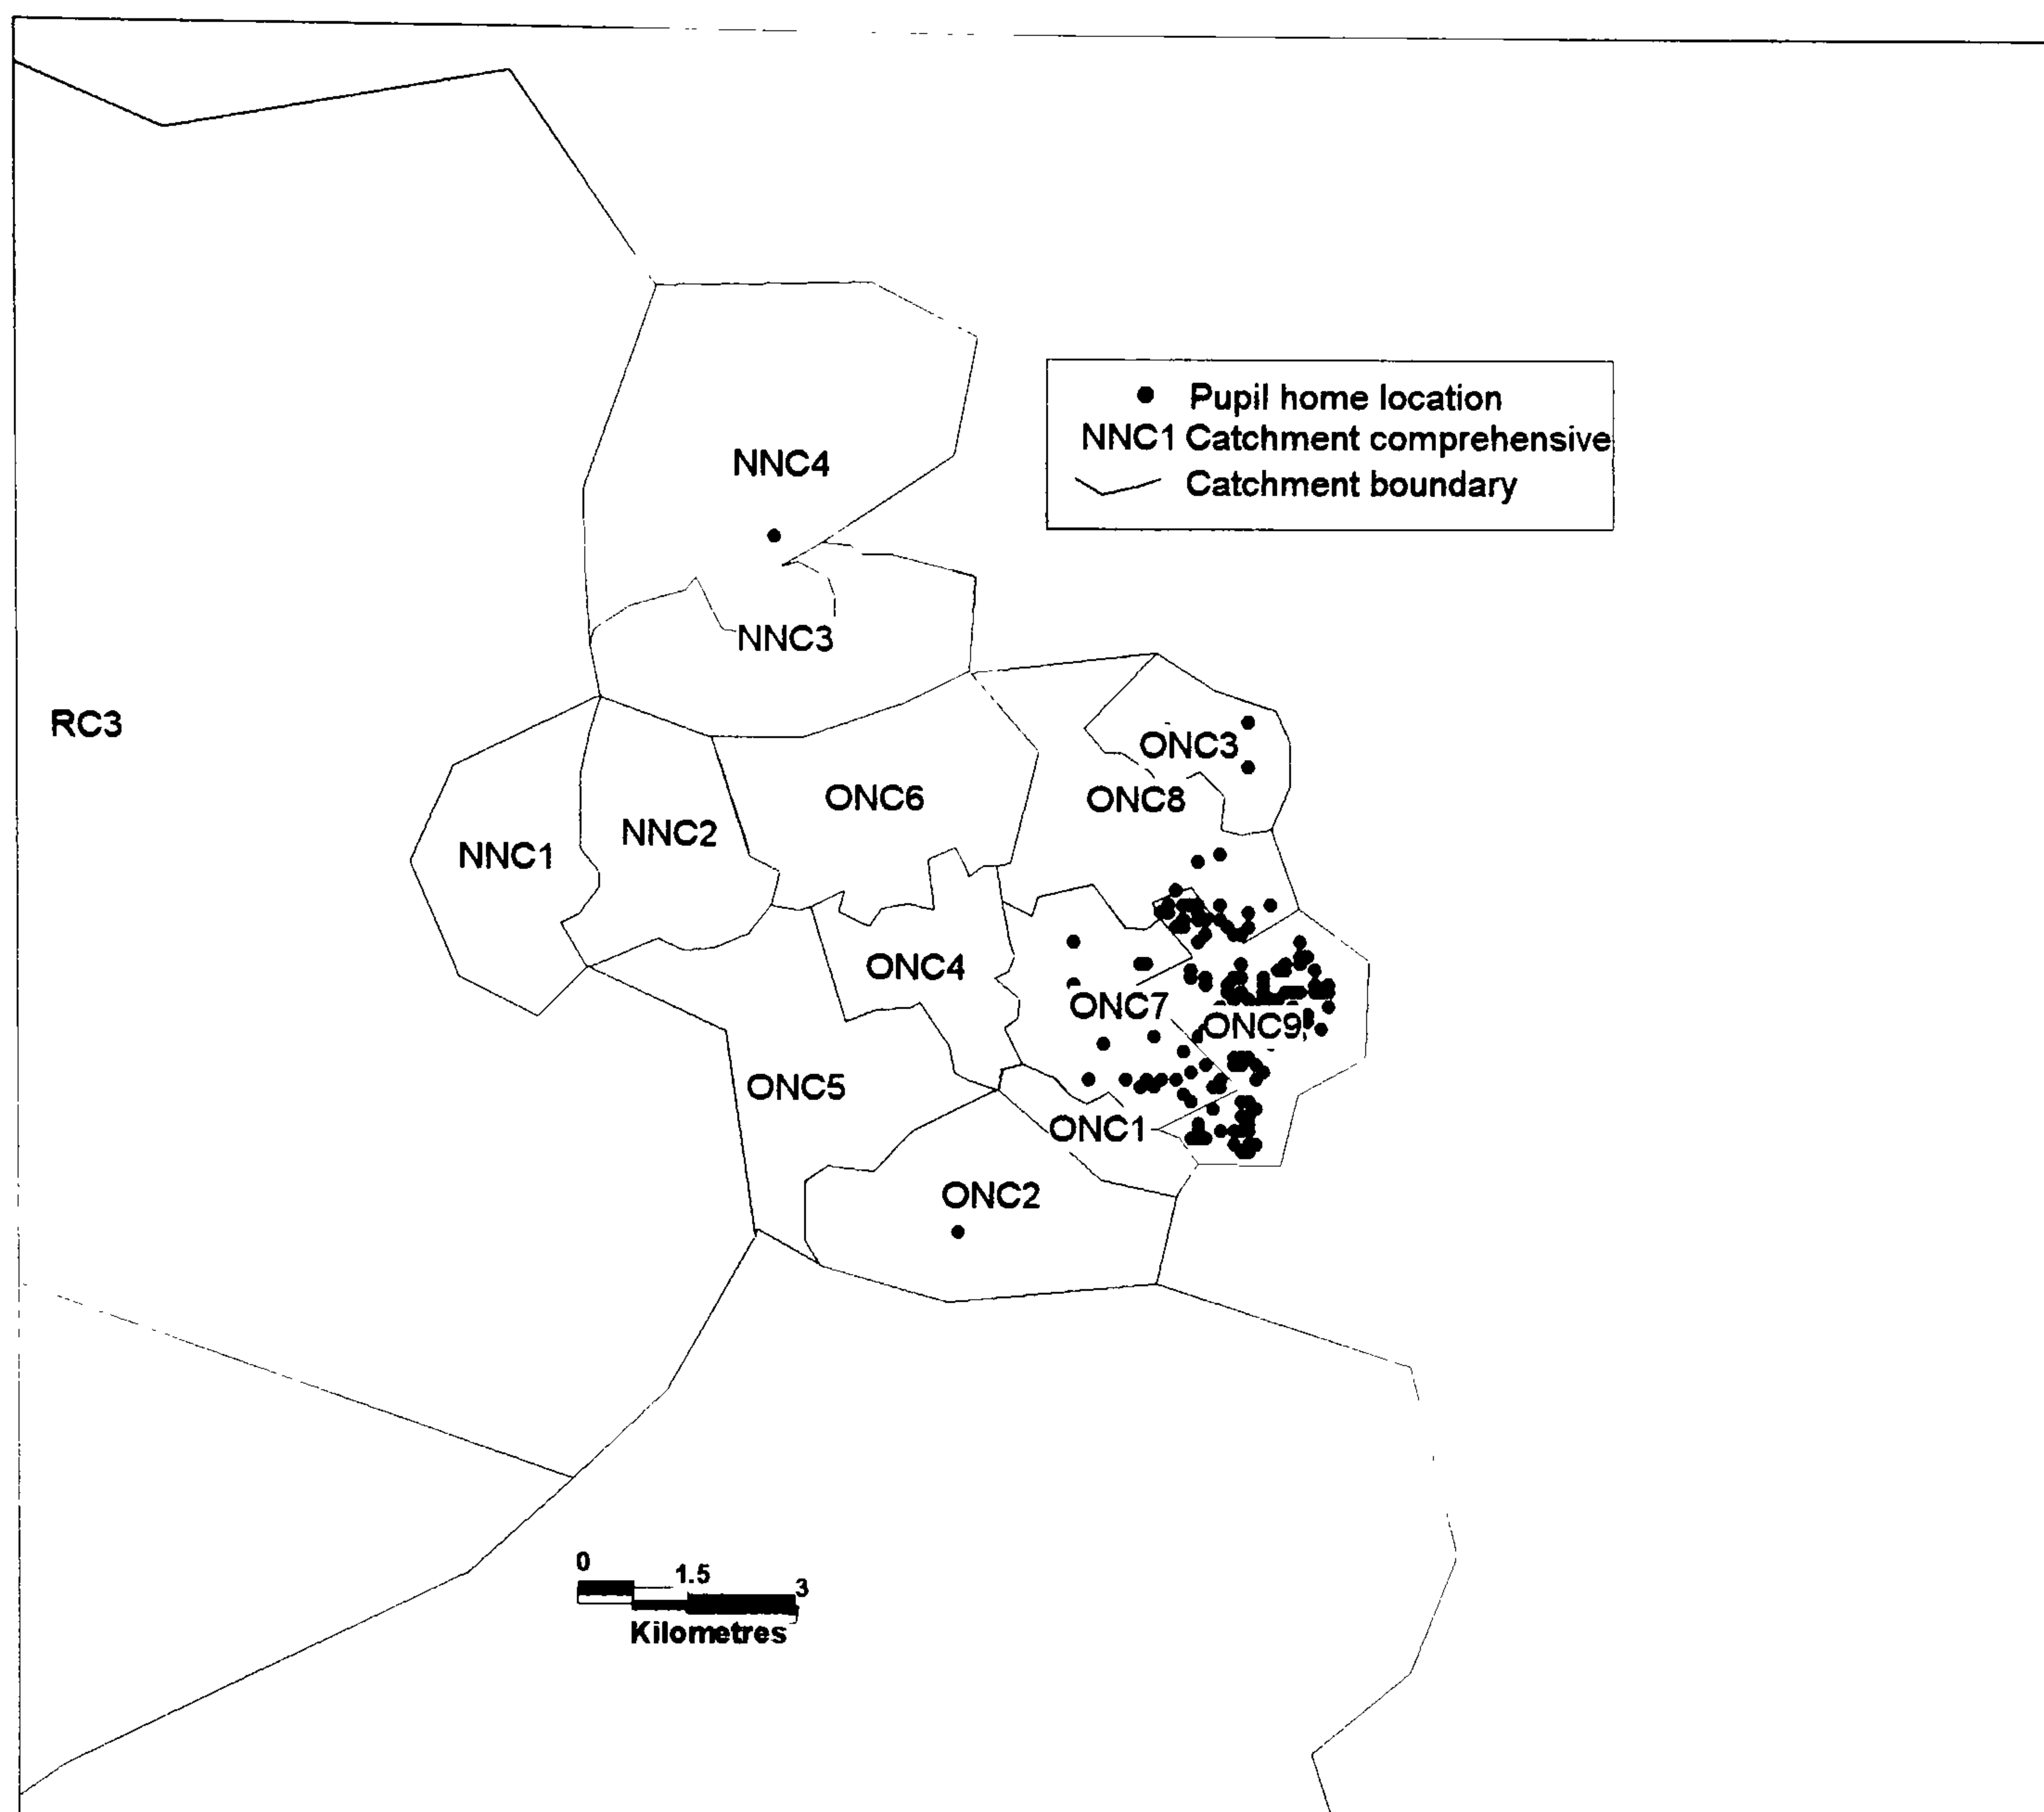 ● Pupil home location
NNC1 Catchment comprehensive
Catchment boundary
NNC4
NNC3
RC3
ONC3
ONC8
ONC6
NNC2
NNC1
ONC4
ONC7
ONC9
ONC5
ONC1
ONC2
0 1.5 3
Kilometres